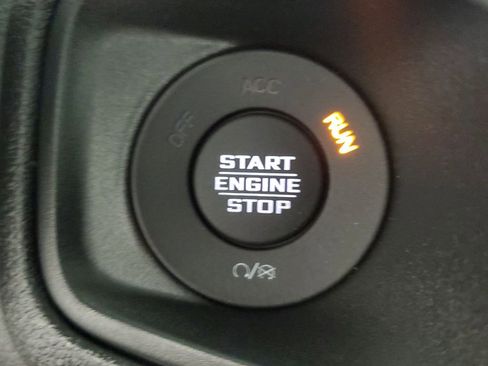 ACC
OFF
RUN
START
ENGINE
STOP